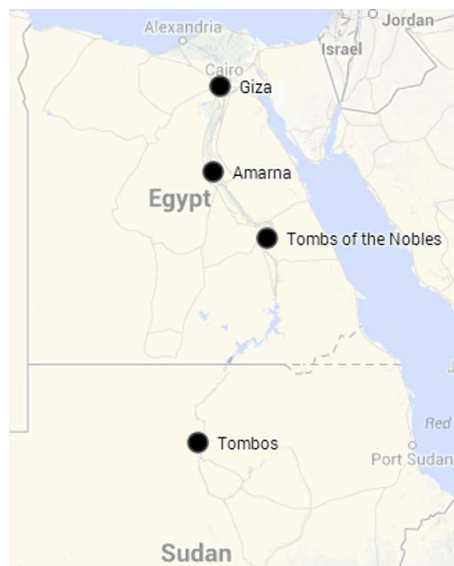 Alexandria
Jordan
Israel
Cairo
Giza
Amarna
Egypt
Tombs of the Nobles
Red
Tombos
Port Sudan
Sudan